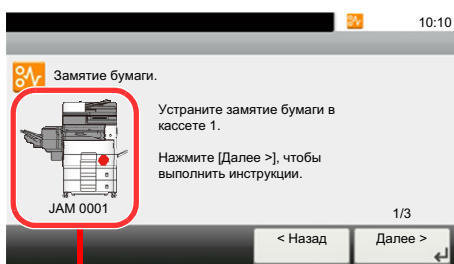 10:10
Замятие бумаги.
Устраните замятие бумаги в
кассете 1.
Нажмите [Далее >], чтобы
выполнить инструкции.
JAM 0001
1/3
< Назад
Далее >